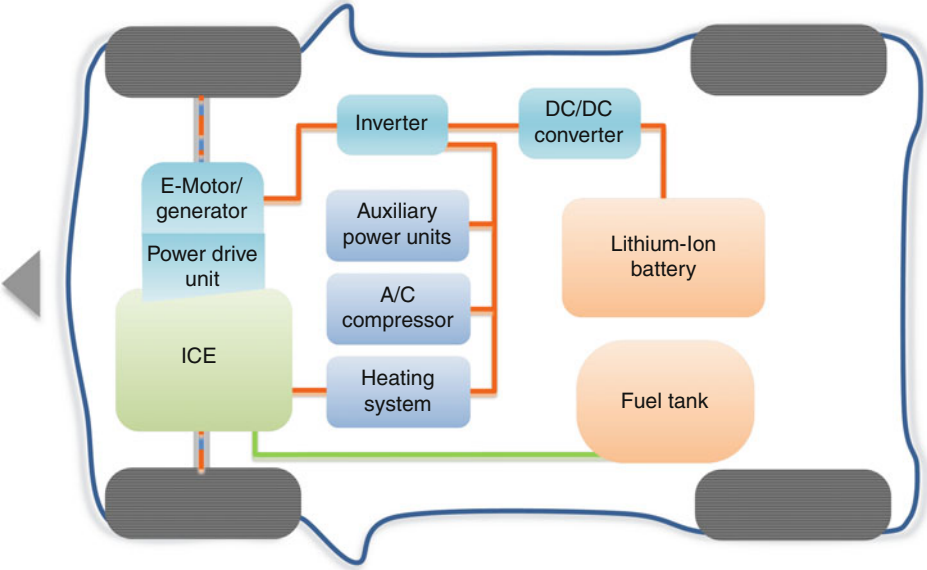 Inverter
DC/DC
converter
E-Motor/
generator
Auxiliary
power units
Lithium-Ion
battery
Power drive
unit
A/C
compressor
ICE
Heating
system
Fuel tank